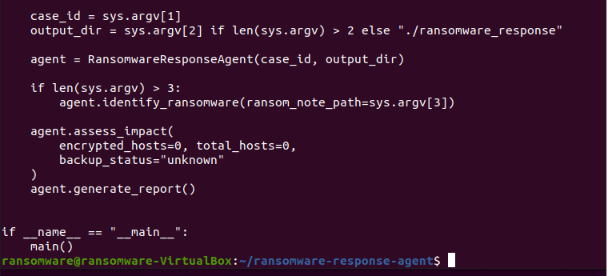 case_id = sys.argv[1]
    output_dir = sys.argv[2] if len(sys.argv) > 2 else "./ransomware_response"
    agent = RansomwareResponseAgent(case_id, output_dir)
    if len(sys.argv) > 3:
        agent.identify_ransomware(ransom_note_path=sys.argv[3])
    agent.assess_impact(
        encrypted_hosts=0, total_hosts=0,
        backup_status="unknown"
    )
    agent.generate_report()
if __name__ == "__main__":
    main()
ransomware@ransomware-VirtualBox:~/ransomware-response-agent$